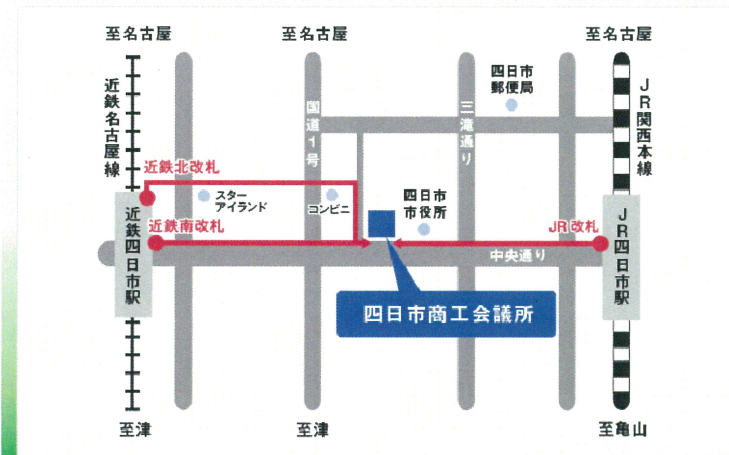 至名古屋
至名古屋
至名古屋
近鉄名古屋線
国道1号
三滝通り
四日市
郵便局
JR関西本線
近鉄北改札
スター
アイランド
コンビニ
四日市
市役所
近鉄南改札
JR改札
近鉄四日市駅
JR四日市駅
中央通り
四日市商工会議所
至津
至津
至亀山